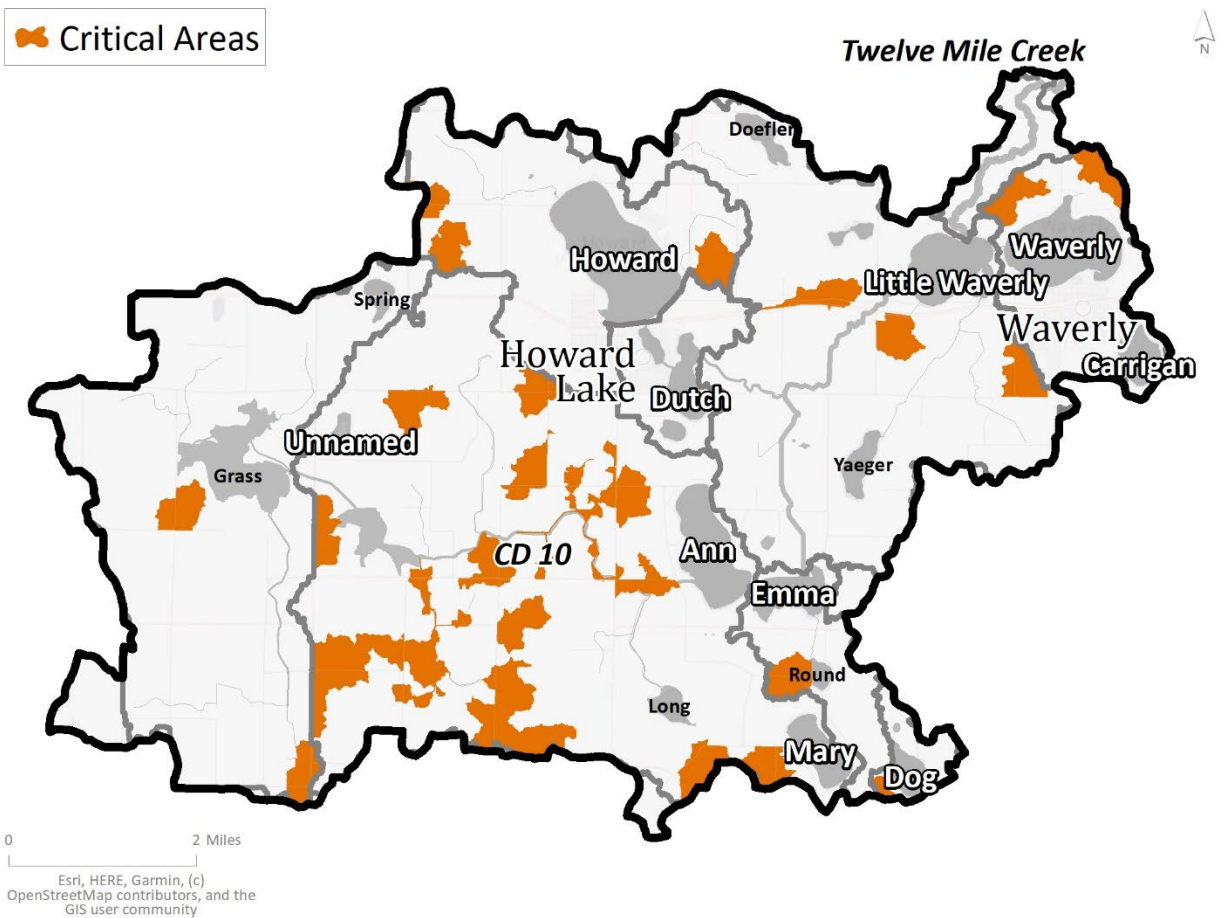 Critical Areas
N
Twelve Mile Creek
Doefler
Howard
Waverly
Little Waverly
Spring
Waverly
Howard
Lake
Carrigan
Dutch
Unnamed
Yaeger
Grass
CD 10
Ann
Emma
Round
Long
Mary
Dog
0 2 Miles
Esri, HERE, Garmin, (c)
OpenStreetMap contributors, and the
GIS user community